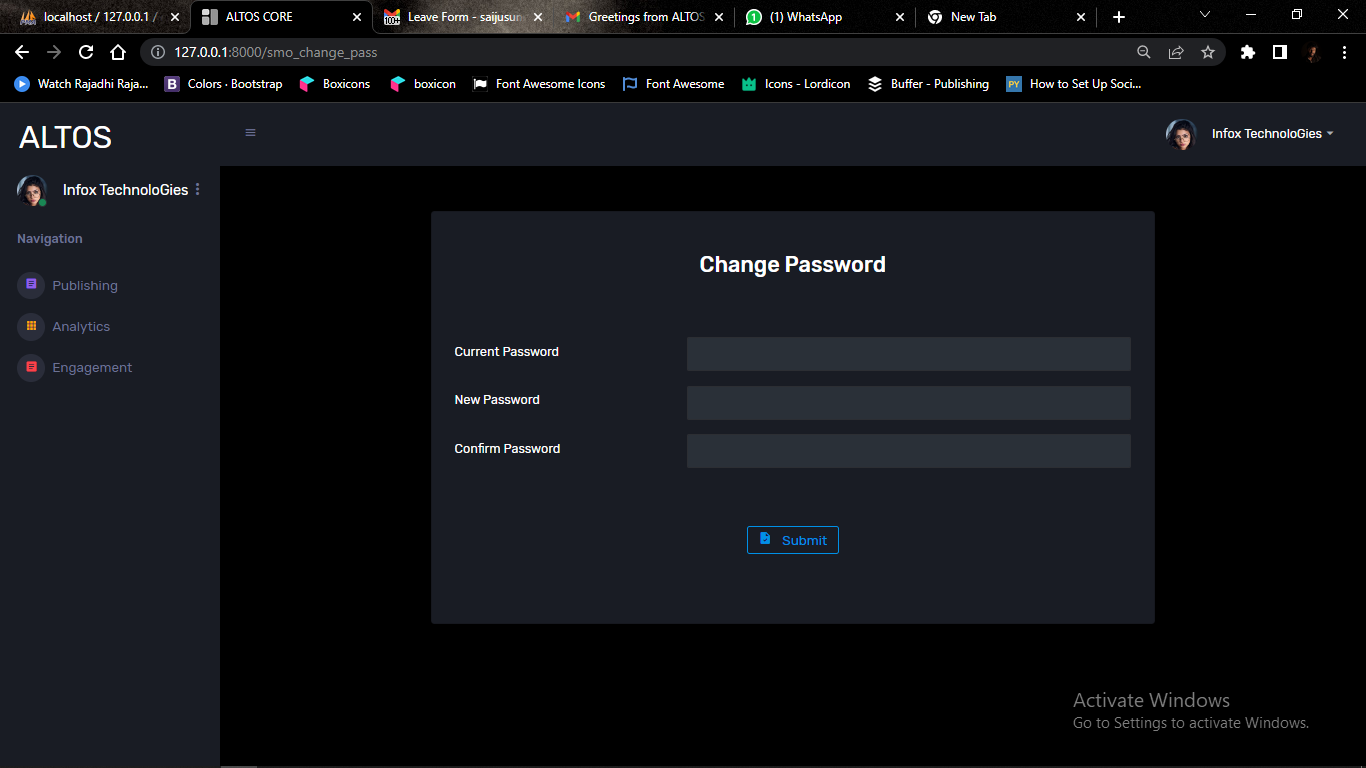 localhost / 127.0.0.1 /
ALTOS CORE
100+
Leave Form - saijusun
Greetings from ALTOS
1
(1) WhatsApp
New Tab
127.0.0.1:8000/smo_change_pass
Watch Rajadhi Raja...
B
Colors · Bootstrap
Boxicons
boxicon
Font Awesome Icons
Font Awesome
Icons - Lordicon
Buffer - Publishing
PY
How to Set Up Soci...
ALTOS
Infox TechnoloGies
Infox TechnoloGies
Navigation
Publishing
Analytics
Engagement
Change Password
Current Password
New Password
Confirm Password
Submit
Activate Windows
Go to Settings to activate Windows.